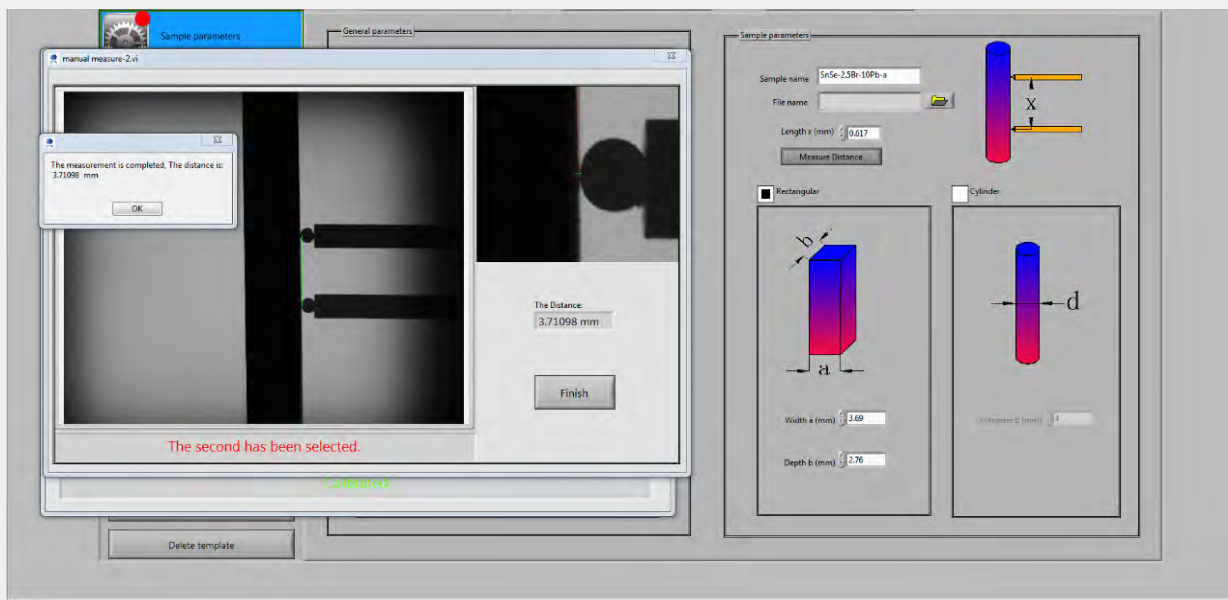 Sample parameters
General parameters
Sample parameters
manual measure-2.vi
The measurement is completed, The distance is:
3.71098 mm
OK
The Distance:
3.71098 mm
Finish
The second has been selected.
Calibrated
Delete template
Sample name
SnSe-2.5Br-10Pb-a
File name
Length x (mm)
0.617
Measure Distance
X
Rectangular
Cylinder
b
a
d
Width a (mm)
3.69
Depth b (mm)
2.76
4